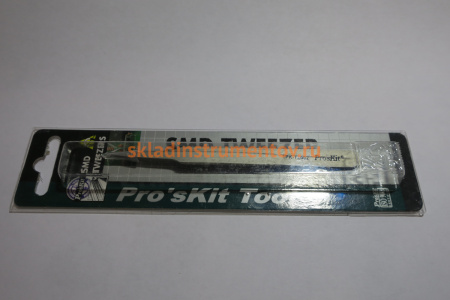 SMD TWEEZER
SMD
TWEEZERS
skladinstrumentov.ru
Pro'sKit
Pro'sKit Tools